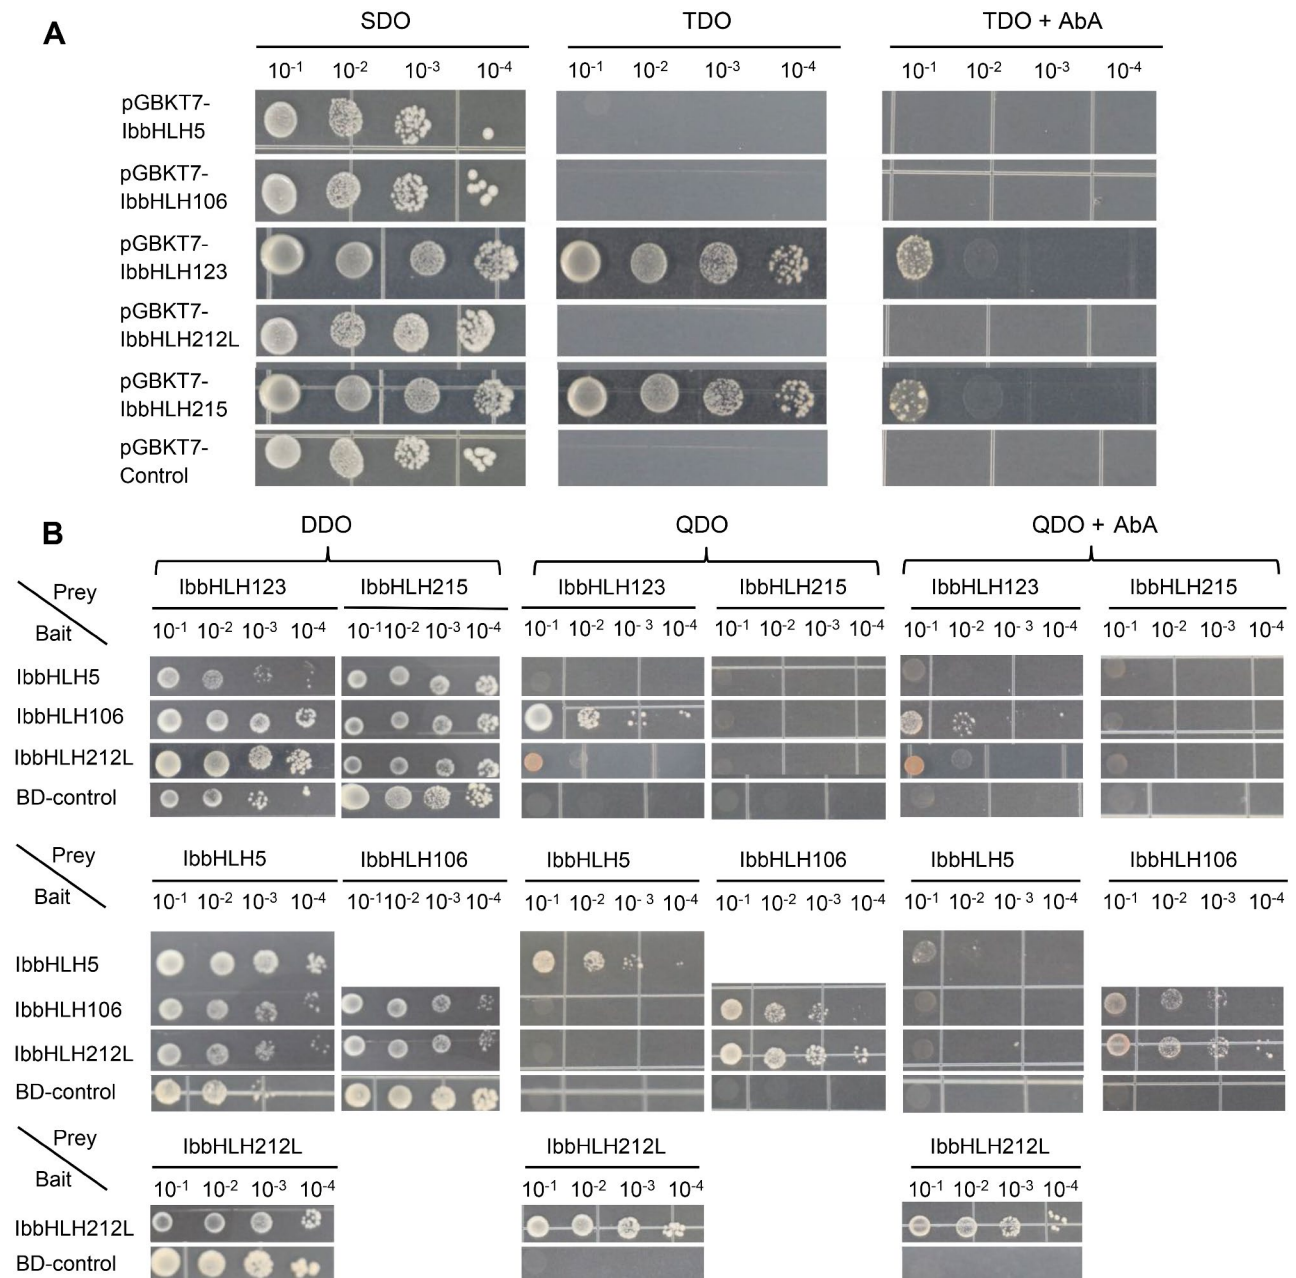 A
SDO TDO TDO + AbA
10-1 10-2 10-3 10-4 10-1 10-2 10-3 10-4 10-1 10-2 10-3 10-4
pGBKT7-
IbbHLH5
pGBKT7-
IbbHLH106
pGBKT7-
IbbHLH123
pGBKT7-
IbbHLH212L
pGBKT7-
IbbHLH215
pGBKT7-
Control
B
DDO QDO QDO + AbA
Prey IbbHLH123 IbbHLH215 IbbHLH123 IbbHLH215 IbbHLH123 IbbHLH215
Bait 10-1 10-2 10-3 10-4 10-1 10-2 10-3 10-4 10-1 10-2 10-3 10-4 10-1 10-2 10-3 10-4 10-1 10-2 10-3 10-4 10-1 10-2 10-3 10-4
IbbHLH5
IbbHLH106
IbbHLH212L
BD-control
Prey IbbHLH5 IbbHLH106 IbbHLH5 IbbHLH106 IbbHLH5 IbbHLH106
Bait 10-1 10-2 10-3 10-4 10-1 10-2 10-3 10-4 10-1 10-2 10-3 10-4 10-1 10-2 10-3 10-4 10-1 10-2 10-3 10-4 10-1 10-2 10-3 10-4
IbbHLH5
IbbHLH106
IbbHLH212L
BD-control
Prey IbbHLH212L IbbHLH212L IbbHLH212L
Bait 10-1 10-2 10-3 10-4 10-1 10-2 10-3 10-4 10-1 10-2 10-3 10-4
IbbHLH212L
BD-control